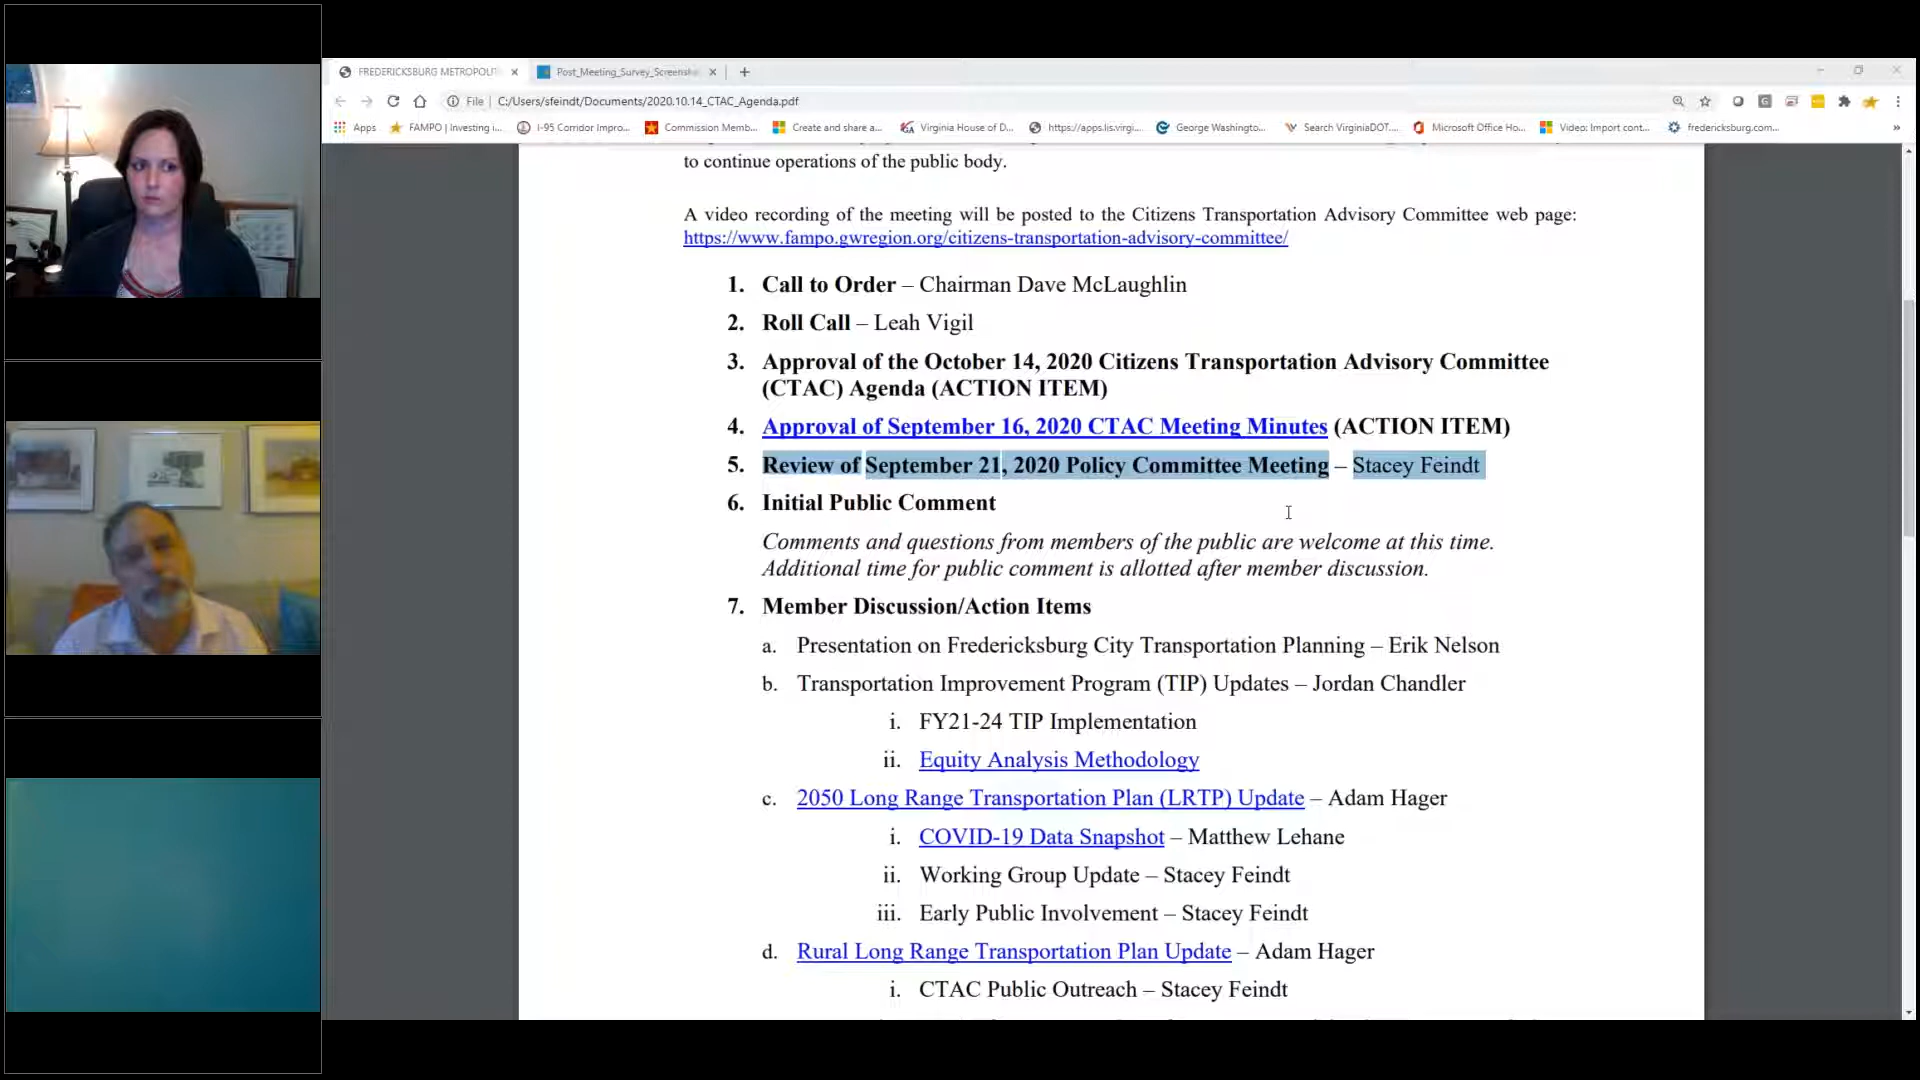 FREDERICKSBURG METROPOLIT
Post_Meeting_Survey_Screensh
File
C:/Users/sfeindt/Documents/2020.10.14_CTAC_Agenda.pdf
Apps
FAMPO | Investing i...
I-95 Corridor Impro...
Commission Memb...
Create and share a...
Virginia House of D...
https://apps.lis.virgi...
George Washingto...
Search VirginiaDOT....
Microsoft Office Ho...
Video: Import cont...
fredericksburg.com...
to continue operations of the public body.
A video recording of the meeting will be posted to the Citizens Transportation Advisory Committee web page:
https://www.fampo.gwregion.org/citizens-transportation-advisory-committee/
1. Call to Order – Chairman Dave McLaughlin
2. Roll Call – Leah Vigil
3. Approval of the October 14, 2020 Citizens Transportation Advisory Committee
(CTAC) Agenda (ACTION ITEM)
4. Approval of September 16, 2020 CTAC Meeting Minutes (ACTION ITEM)
5. Review of September 21, 2020 Policy Committee Meeting – Stacey Feindt
6. Initial Public Comment
Comments and questions from members of the public are welcome at this time.
Additional time for public comment is allotted after member discussion.
7. Member Discussion/Action Items
a. Presentation on Fredericksburg City Transportation Planning – Erik Nelson
b. Transportation Improvement Program (TIP) Updates – Jordan Chandler
i. FY21-24 TIP Implementation
ii. Equity Analysis Methodology
c. 2050 Long Range Transportation Plan (LRTP) Update – Adam Hager
i. COVID-19 Data Snapshot – Matthew Lehane
ii. Working Group Update – Stacey Feindt
iii. Early Public Involvement – Stacey Feindt
d. Rural Long Range Transportation Plan Update – Adam Hager
i. CTAC Public Outreach – Stacey Feindt